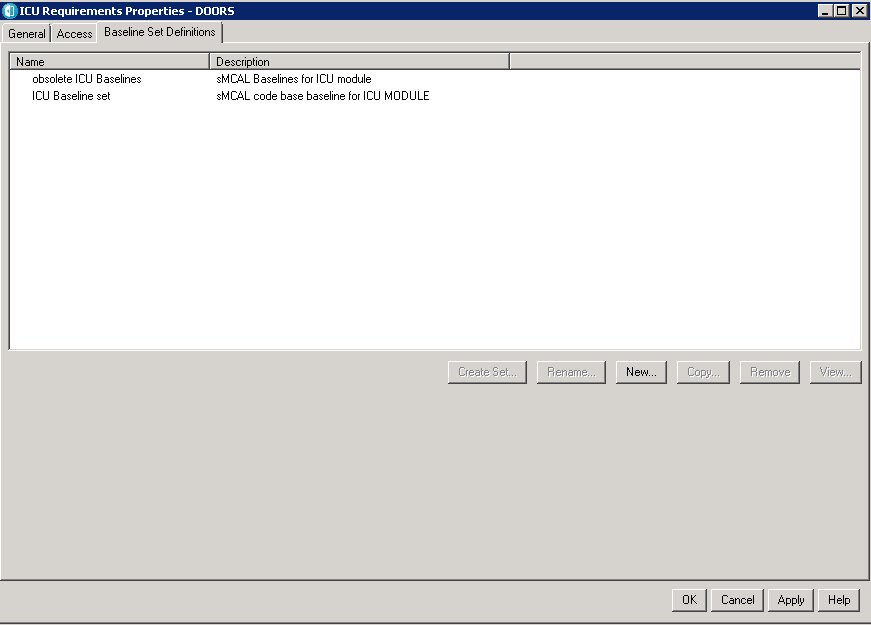 ICU Requirements Properties - DOORS
General Access Baseline Set Definitions
Name Description
obsolete ICU Baselines sMCAL Baselines for ICU module
ICU Baseline set sMCAL code base baseline for ICU MODULE
Create Set... Rename... New... Copy... Remove View...
OK Cancel Apply Help